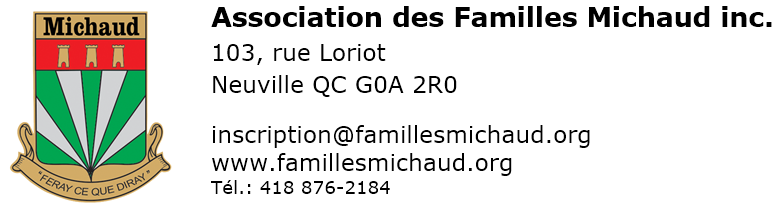 Michaud
"FERAY CE QUE DIRAY"
Association des Familles Michaud inc.
103, rue Loriot
Neuville QC G0A 2R0
inscription@famillesmichaud.org
www.famillesmichaud.org
Tél.: 418 876-2184